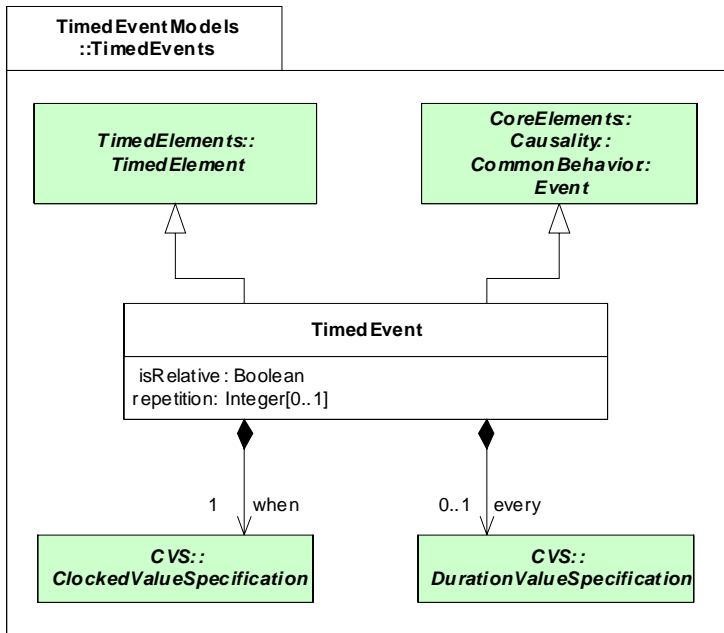 TimedEventModels
::TimedEvents
TimedElements::
TimedElement
CoreElements::
Causality::
CommonBehavior::
Event
TimedEvent
isRelative: Boolean
repetition: Integer[0..1]
1 when
0..1 every
CVS::
ClockedValueSpecification
CVS::
DurationValueSpecification